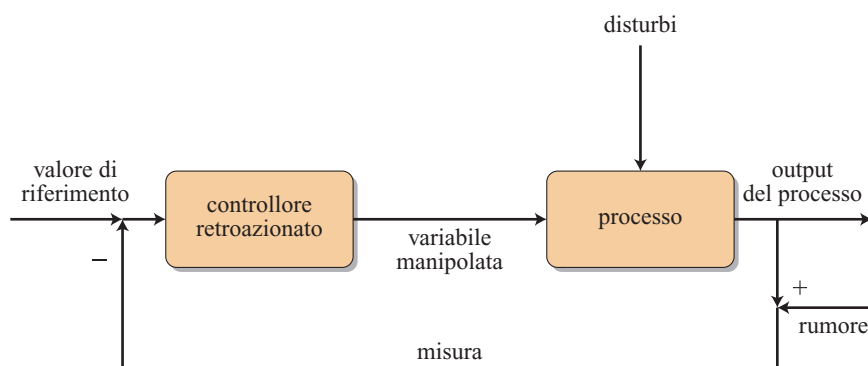 disturbi
valore di
riferimento
controllore
retroazionato
variabile
manipolata
processo
output
del processo
−
+
rumore
misura